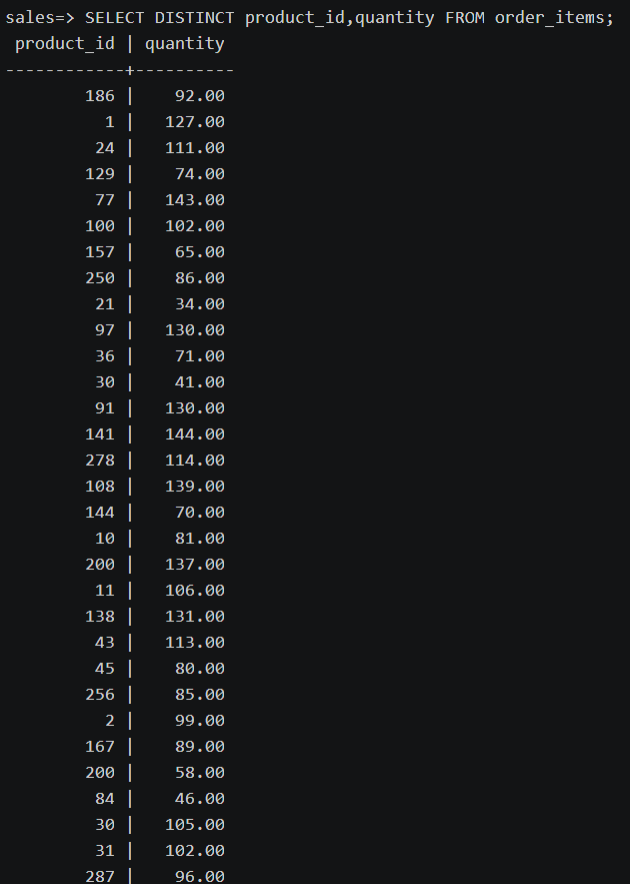 sales=> SELECT DISTINCT product_id,quantity FROM order_items;
 product_id | quantity
------------+----------
        186 |    92.00
          1 |   127.00
         24 |   111.00
        129 |    74.00
         77 |   143.00
        100 |   102.00
        157 |    65.00
        250 |    86.00
         21 |    34.00
         97 |   130.00
         36 |    71.00
         30 |    41.00
         91 |   130.00
        141 |   144.00
        278 |   114.00
        108 |   139.00
        144 |    70.00
         10 |    81.00
        200 |   137.00
         11 |   106.00
        138 |   131.00
         43 |   113.00
         45 |    80.00
        256 |    85.00
          2 |    99.00
        167 |    89.00
        200 |    58.00
         84 |    46.00
         30 |   105.00
         31 |   102.00
        287 |    96.00